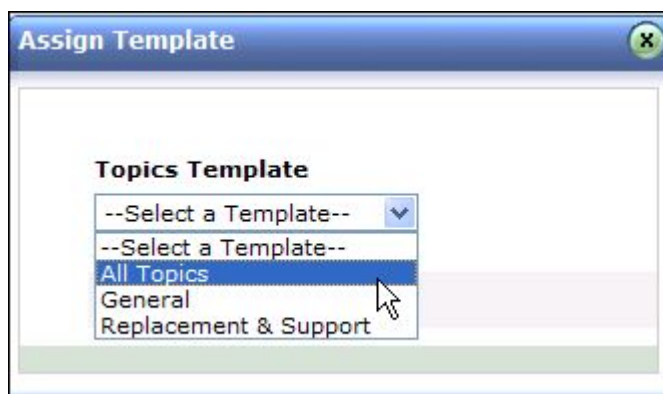 Assign Template
x
Topics Template
--Select a Template--
--Select a Template--
All Topics
General
Replacement & Support